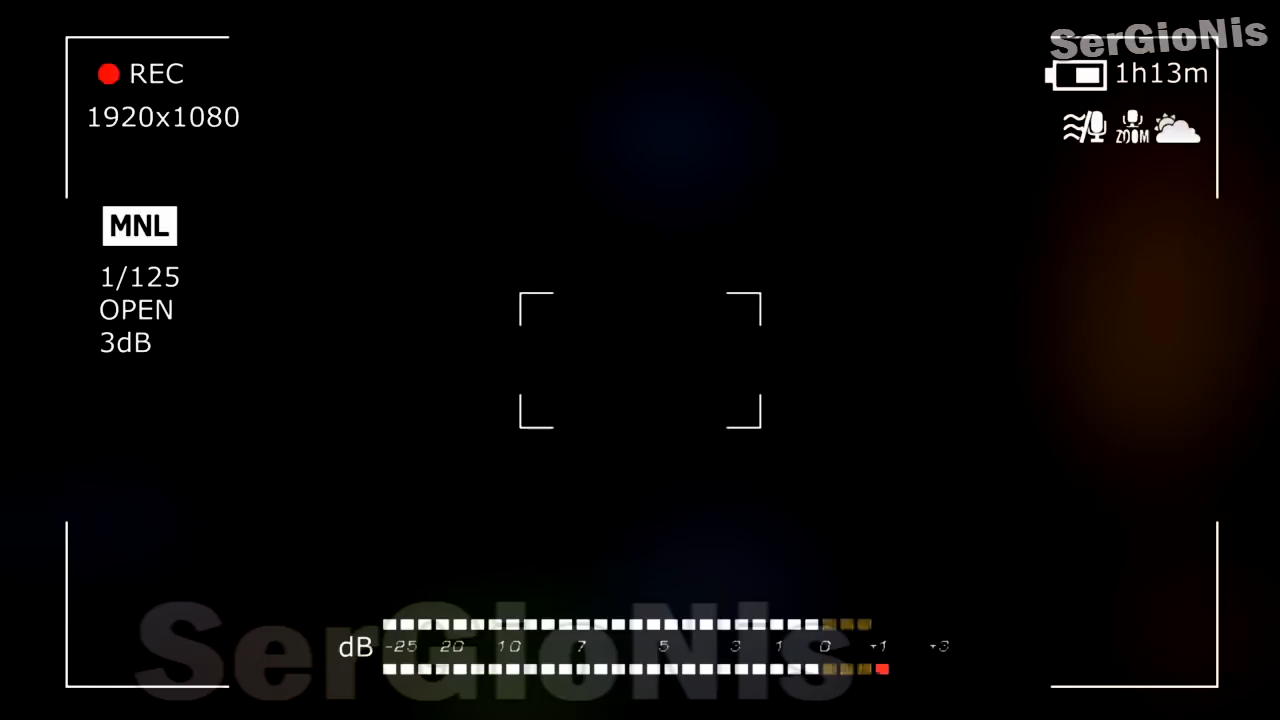 SerGioNis
REC
1h13m
1920x1080
ZOOM
MNL
1/125
OPEN
3dB
SerGioNis
dB -25 20 10 7 5 3 1 0 +1 +3